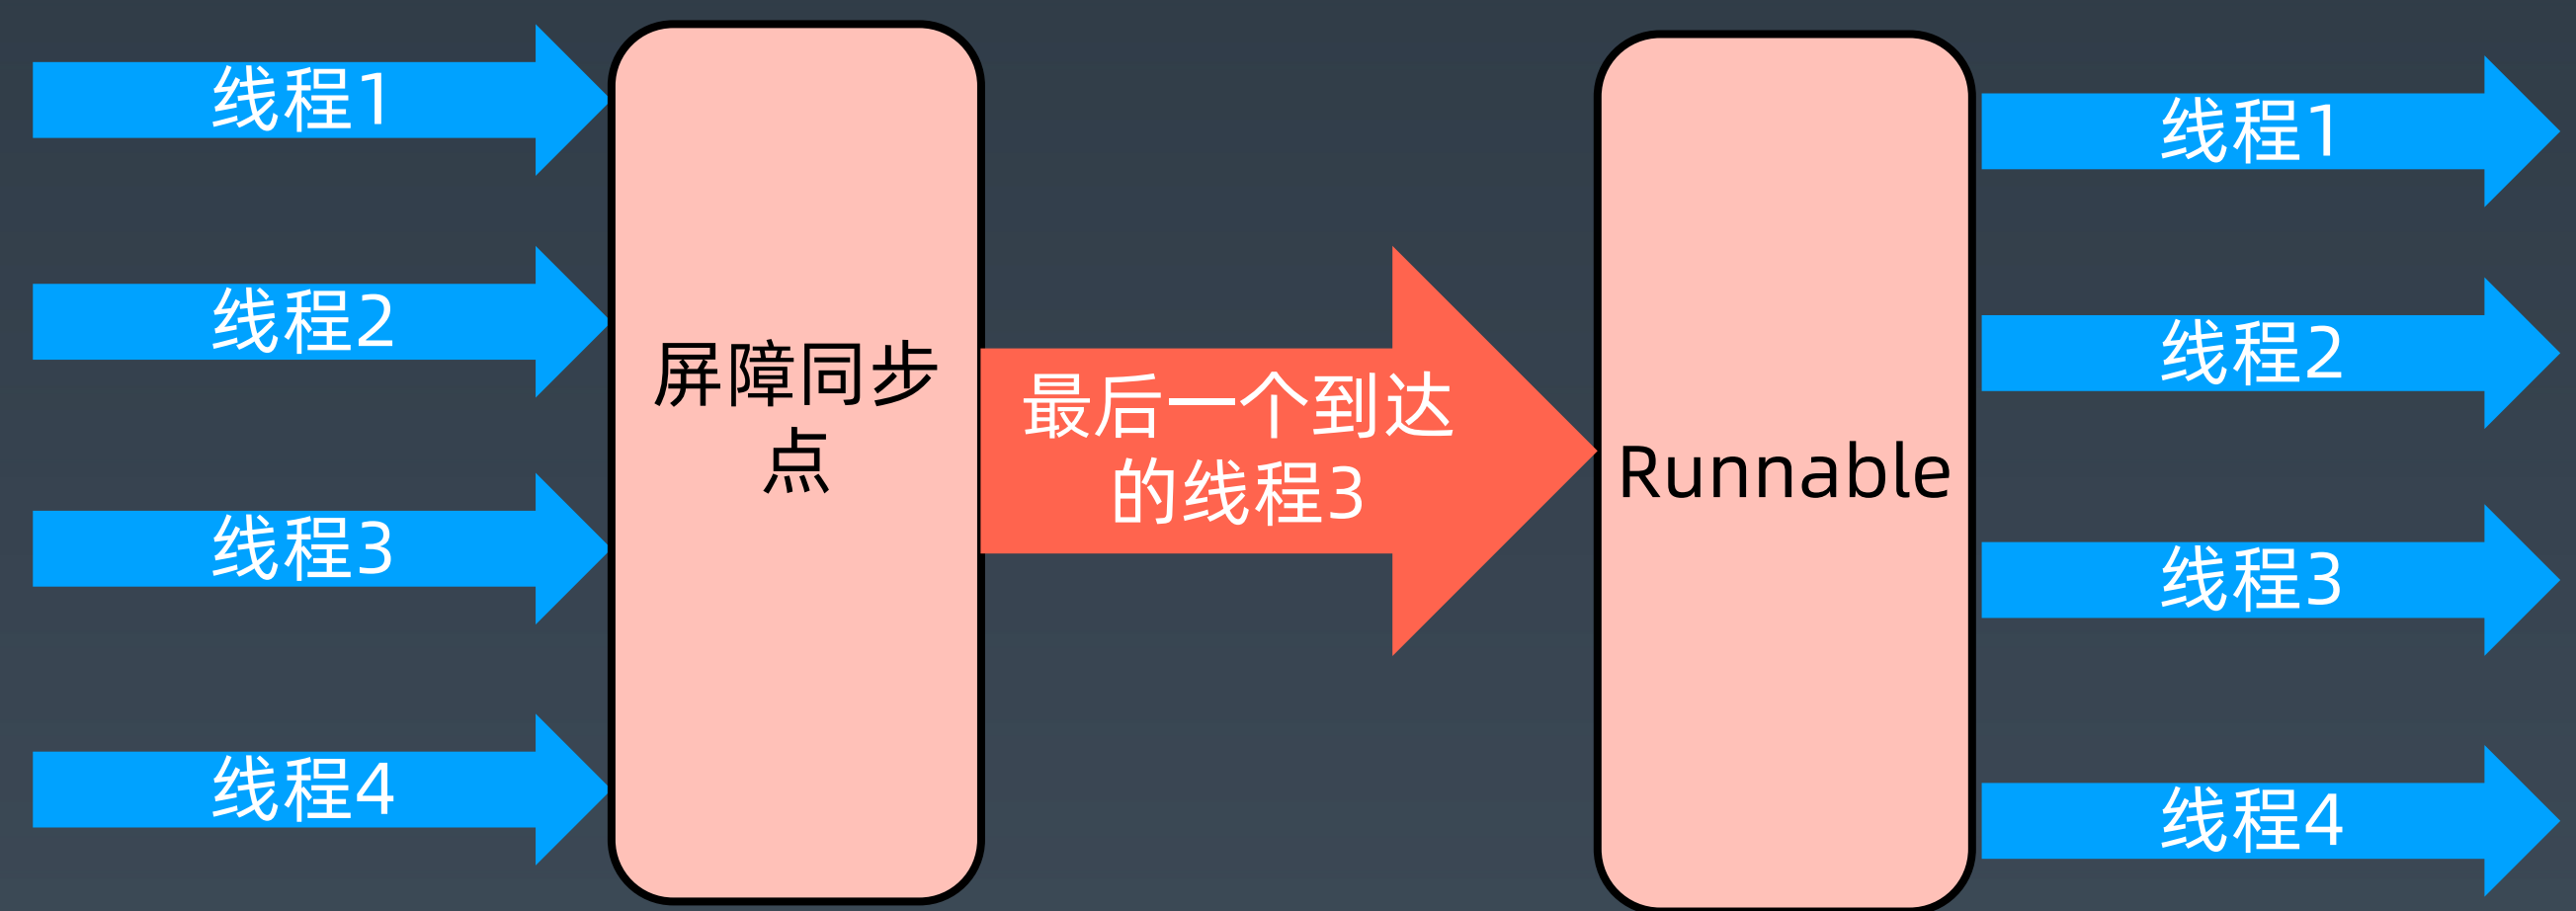 线程1
线程2
线程3
线程4
屏障同步
点
最后一个到达
的线程3
Runnable
线程1
线程2
线程3
线程4